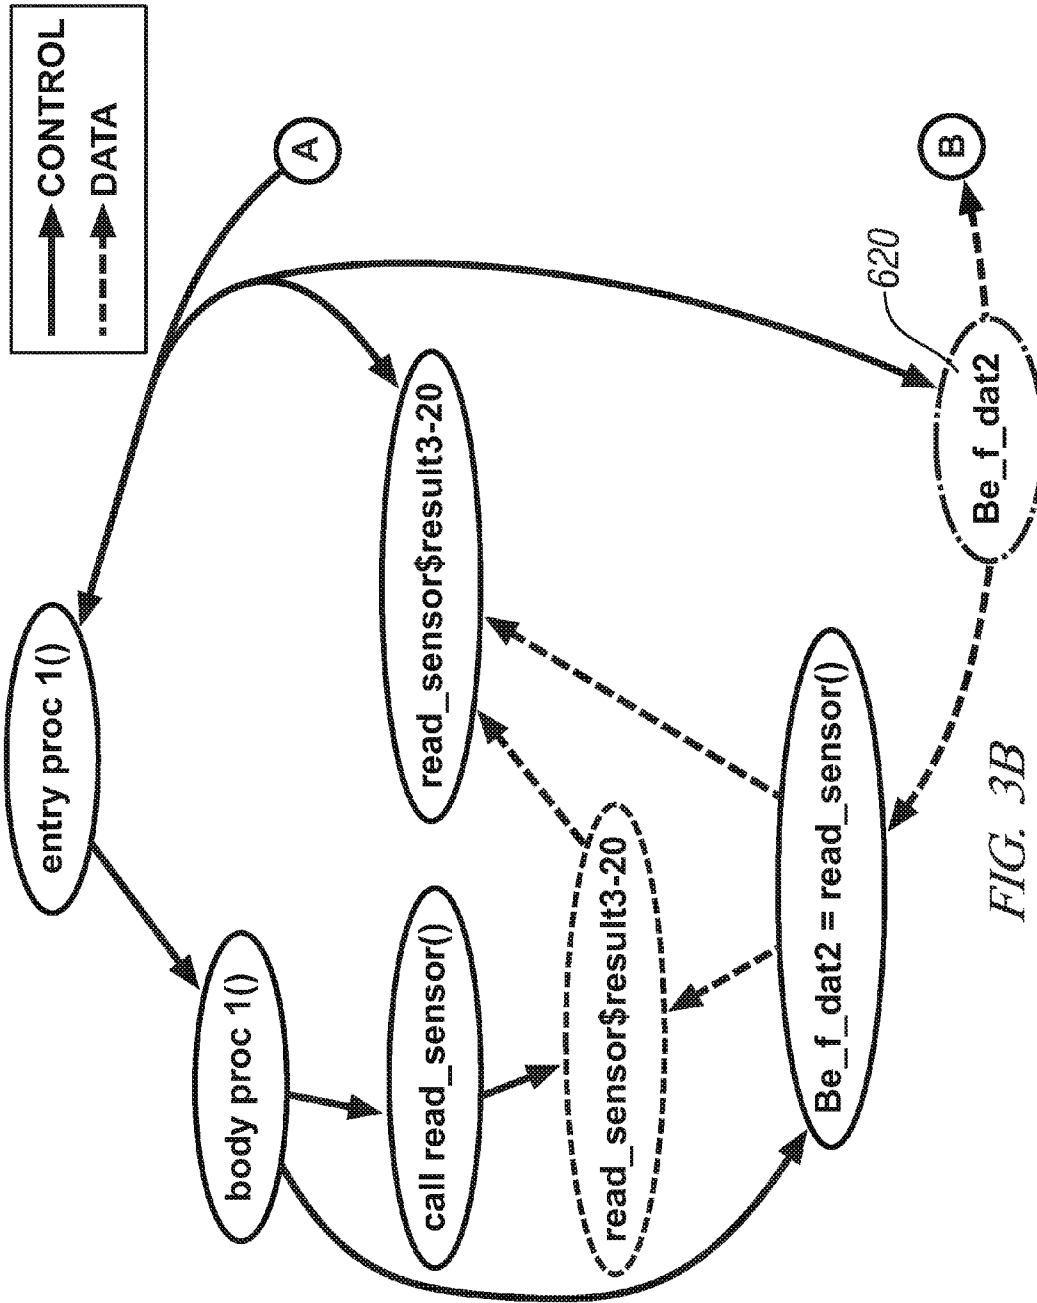 CONTROL
DATA
A
entry proc 1()
body proc 1()
read_sensor$result3-20
call read_sensor()
read_sensor$result3-20
Be_f_dat2 = read_sensor()
Be_f_dat2
620
B
FIG. 3B